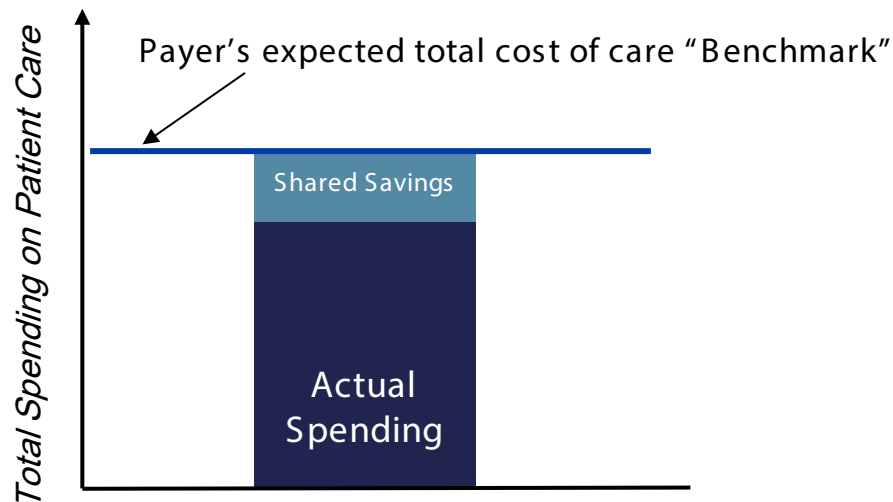 Payer’s expected total cost of care “Benchmark”
Total Spending on Patient Care
Shared Savings
Actual
Spending